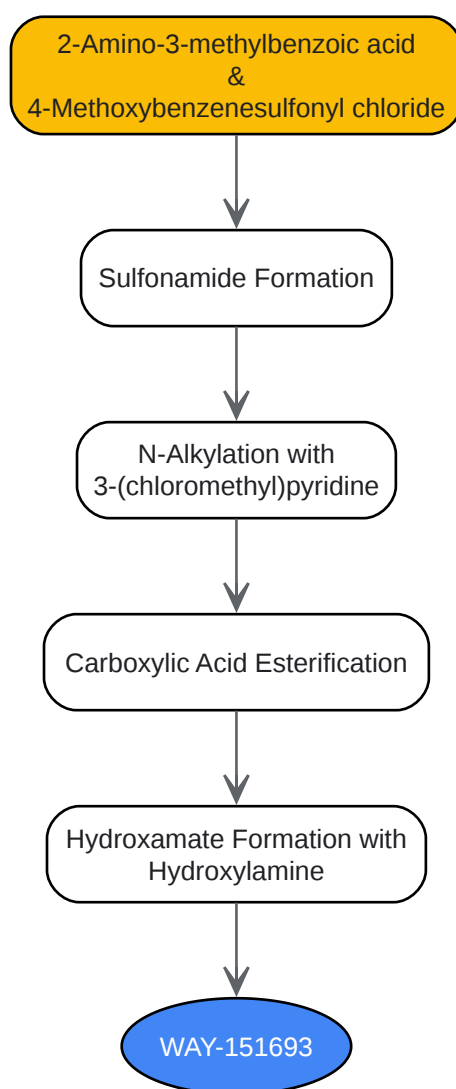 2-Amino-3-methylbenzoic acid
&
4-Methoxybenzenesulfonyl chloride
Sulfonamide Formation
N-Alkylation with
3-(chloromethyl)pyridine
Carboxylic Acid Esterification
Hydroxamate Formation with
Hydroxylamine
WAY-151693